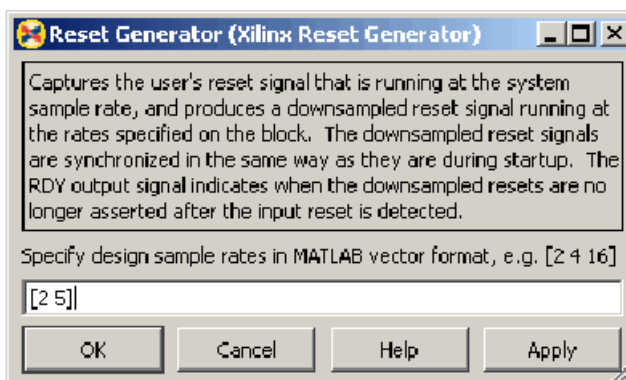 Reset Generator (Xilinx Reset Generator)
Captures the user's reset signal that is running at the system
sample rate, and produces a downsampled reset signal running at
the rates specified on the block. The downsampled reset signals
are synchronized in the same way as they are during startup. The
RDY output signal indicates when the downsampled resets are no
longer asserted after the input reset is detected.
Specify design sample rates in MATLAB vector format, e.g. [2 4 16]
[2 5]
OK Cancel Help Apply